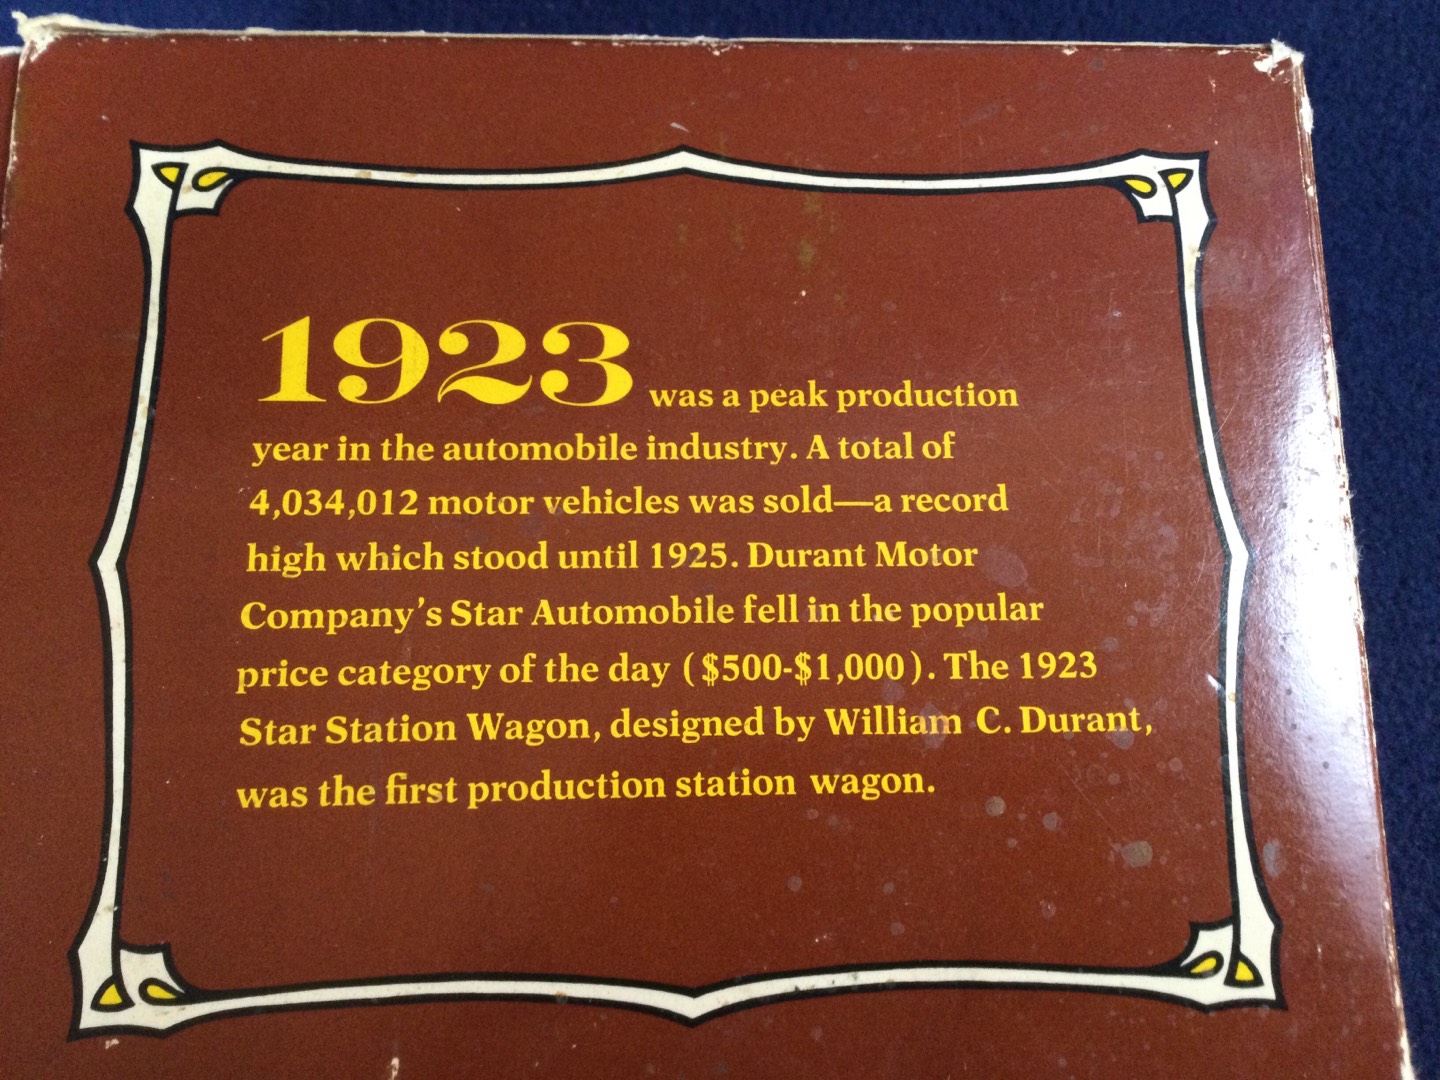 1923 was a peak production
year in the automobile industry. A total of
4,034,012 motor vehicles was sold—a record
high which stood until 1925. Durant Motor
Company's Star Automobile fell in the popular
price category of the day ($500-$1,000). The 1923
Star Station Wagon, designed by William C. Durant,
was the first production station wagon.